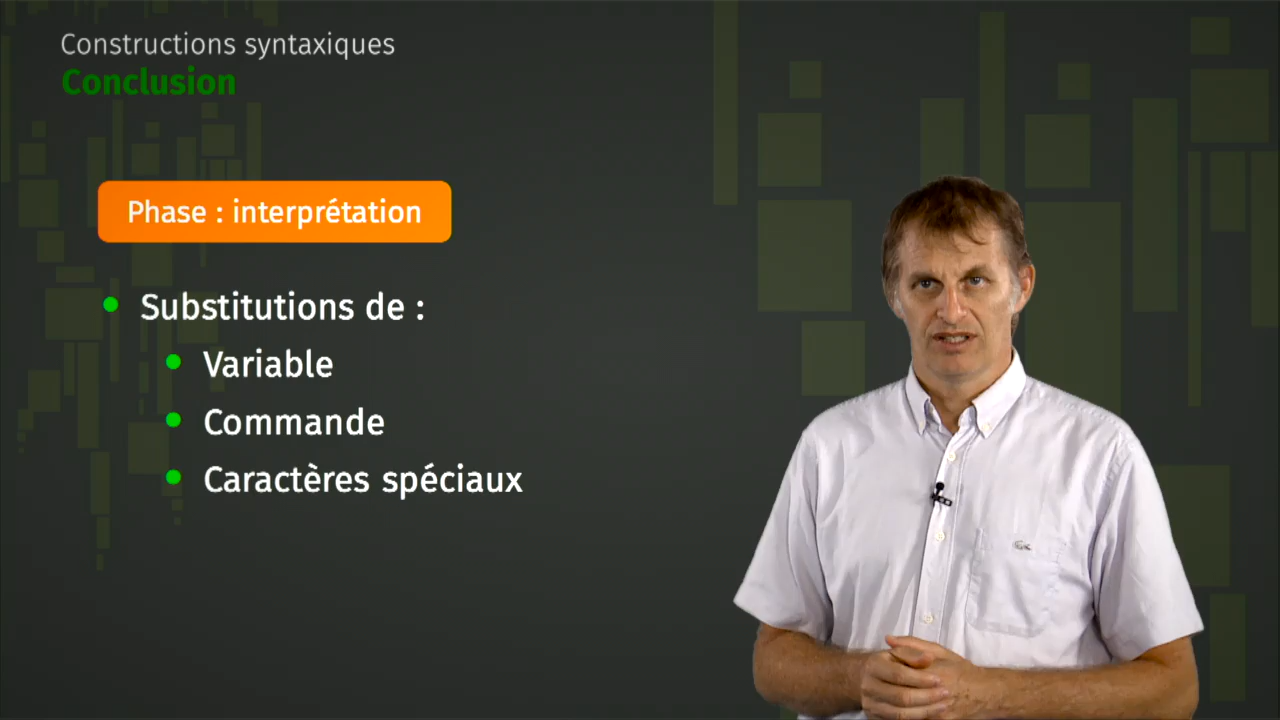 Constructions syntaxiques
Conclusion
Phase : interprétation
Substitutions de :
Variable
Commande
Caractères spéciaux